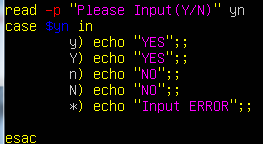 read -p "Please Input(Y/N)" yn
case $yn in
        y) echo "YES";;
        Y) echo "YES";;
        n) echo "NO";;
        N) echo "NO";;
        *) echo "Input ERROR";;

esac